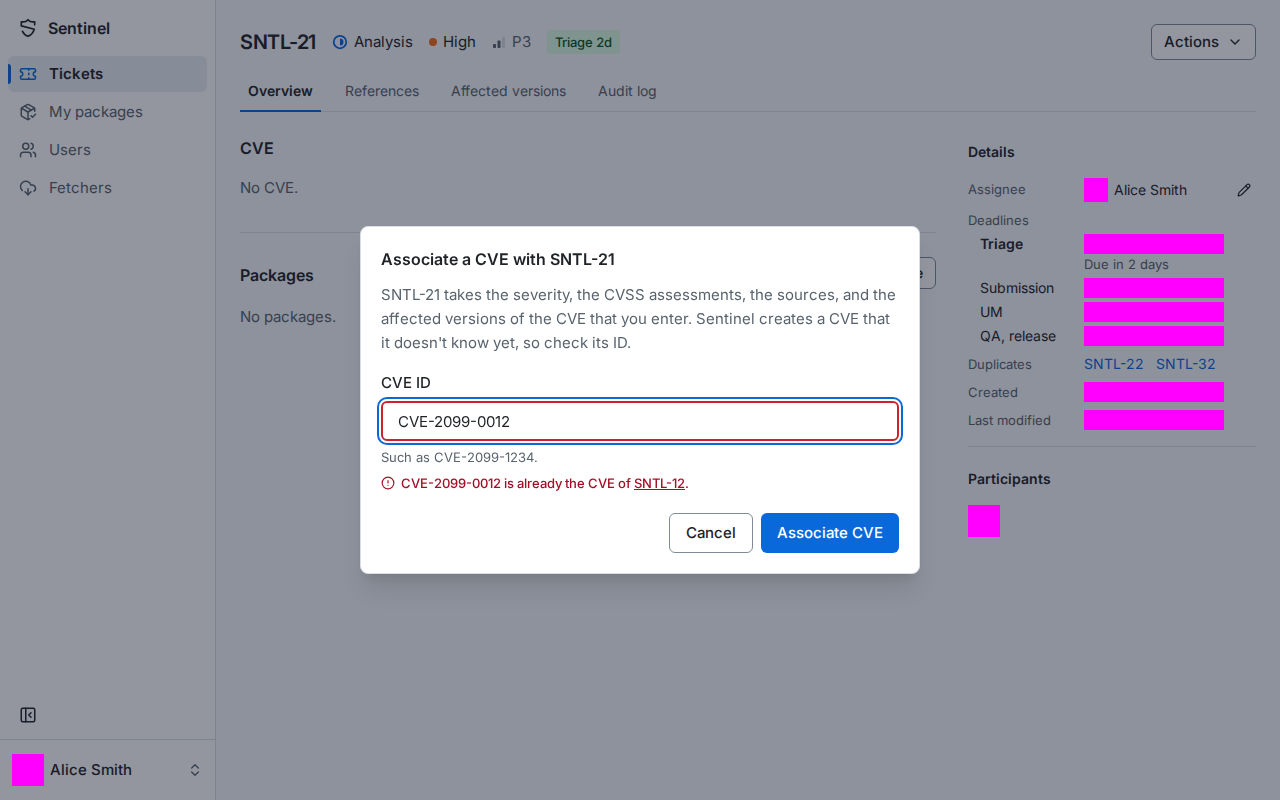 Sentinel
Tickets
My packages
Users
Fetchers
Alice Smith
SNTL-21
Analysis
High
P3
Triage 2d
Actions
Overview
References
Affected versions
Audit log
CVE
No CVE.
Packages
No packages.
Associate a CVE with SNTL-21
SNTL-21 takes the severity, the CVSS assessments, the sources, and the
affected versions of the CVE that you enter. Sentinel creates a CVE that
it doesn't know yet, so check its ID.
CVE ID
CVE-2099-0012
Such as CVE-2099-1234.
CVE-2099-0012 is already the CVE of SNTL-12.
Cancel
Associate CVE
Details
Assignee
Alice Smith
Deadlines
Triage
Due in 2 days
Submission
UM
QA, release
Duplicates
SNTL-22 SNTL-32
Created
Last modified
Participants